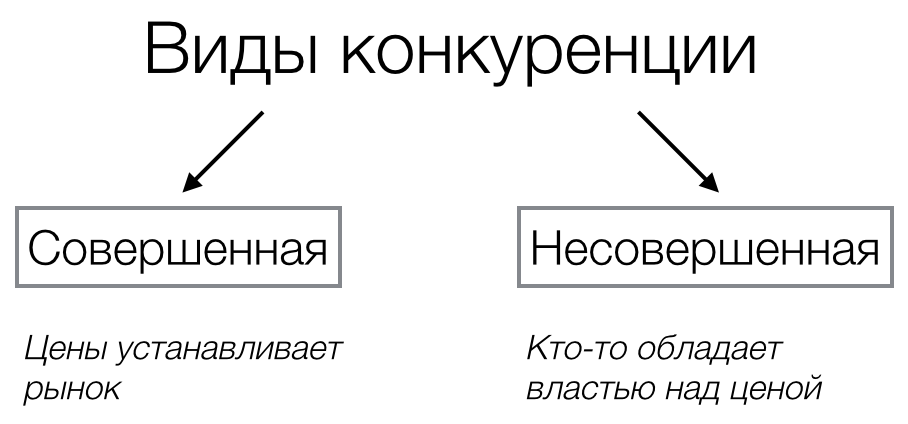 Виды конкуренции
Совершенная
Несовершенная
Цены устанавливает
рынок
Кто-то обладает
властью над ценой